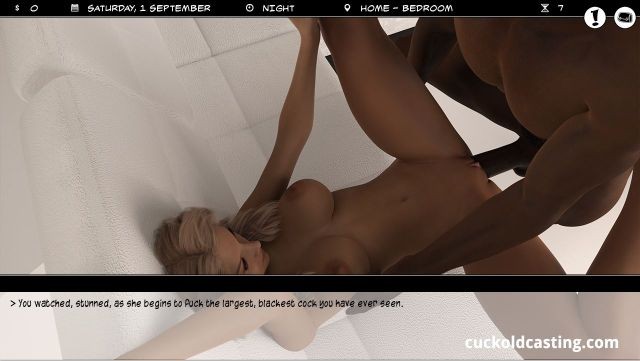 $ 0 SATURDAY, 1 SEPTEMBER NIGHT HOME - BEDROOM 7
> You watched, stunned, as she begins to fuck the largest, blackest cock you have ever seen.
cuckoldcasting.com